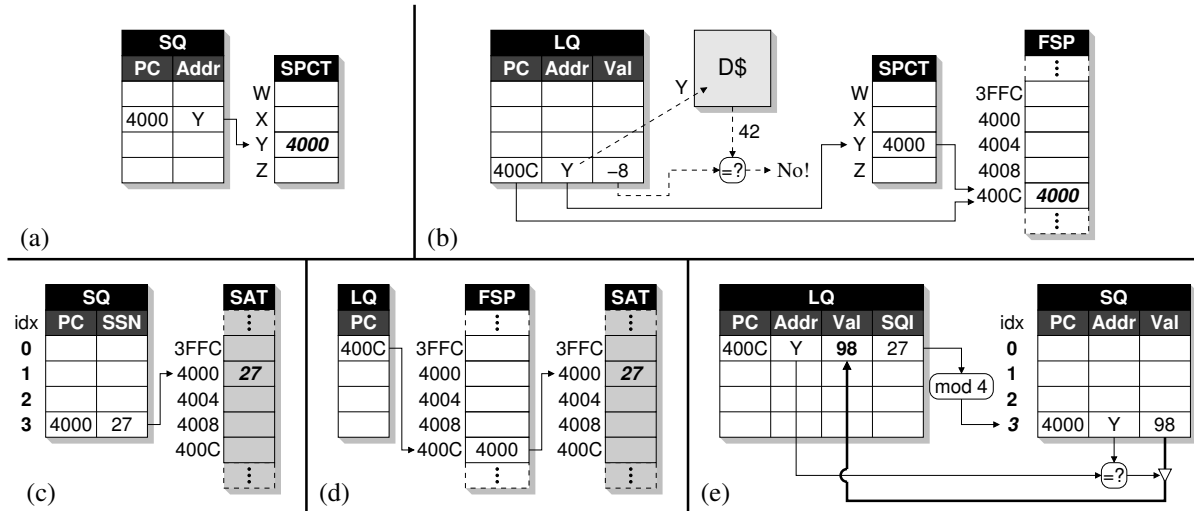 SQ
PC Addr
4000 Y
SPCT
W
X
Y 4000
Z
(a)
LQ
PC Addr Val
400C Y −8
Y
D$
42
=?
No!
SPCT
W
X
Y 4000
Z
FSP
3FFC
4000
4004
4008
400C 4000
(b)
SQ
idx PC SSN
0
1
2
3 4000 27
SAT
3FFC
4000 27
4004
4008
400C
(c)
LQ
PC
400C
FSP
3FFC
4000
4004
4008
400C 4000
SAT
3FFC
4000 27
4004
4008
400C
(d)
LQ
PC Addr Val SQI
400C Y 98 27
mod 4
SQ
idx PC Addr Val
0
1
2
3 4000 Y 98
=?
(e)